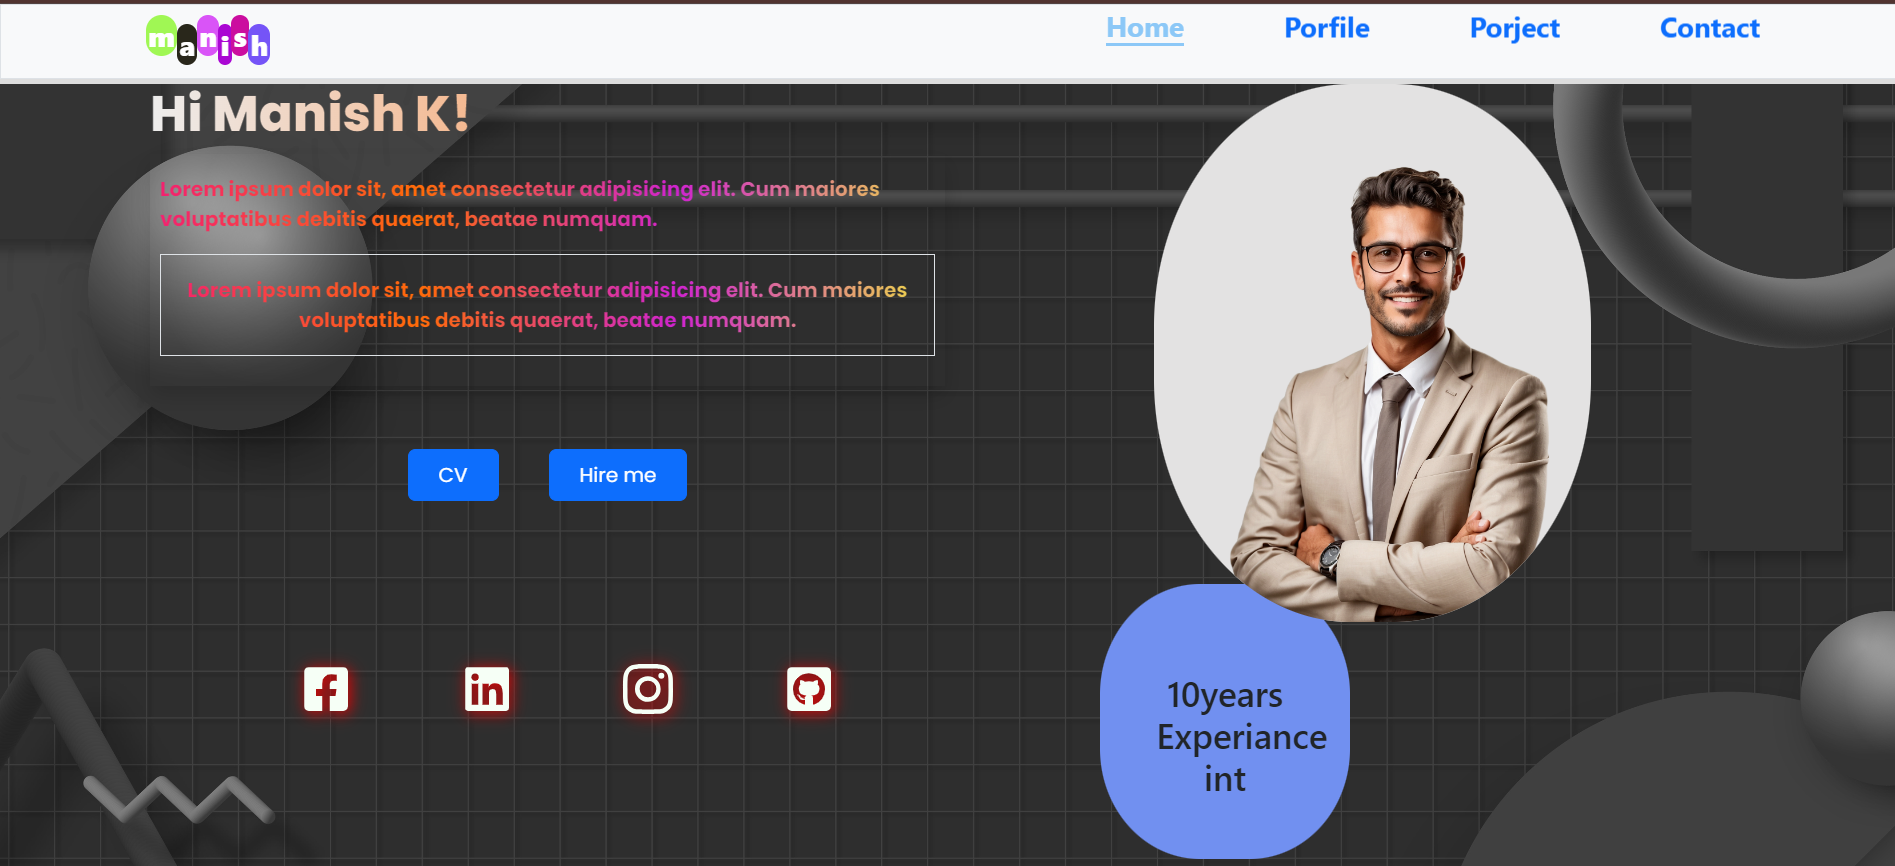 manish
Home Porfile Porject Contact
Hi Manish K!
Lorem ipsum dolor sit, amet consectetur adipisicing elit. Cum maiores
voluptatibus debitis quaerat, beatae numquam.
Lorem ipsum dolor sit, amet consectetur adipisicing elit. Cum maiores
voluptatibus debitis quaerat, beatae numquam.
CV Hire me
in
10years
Experiance
int